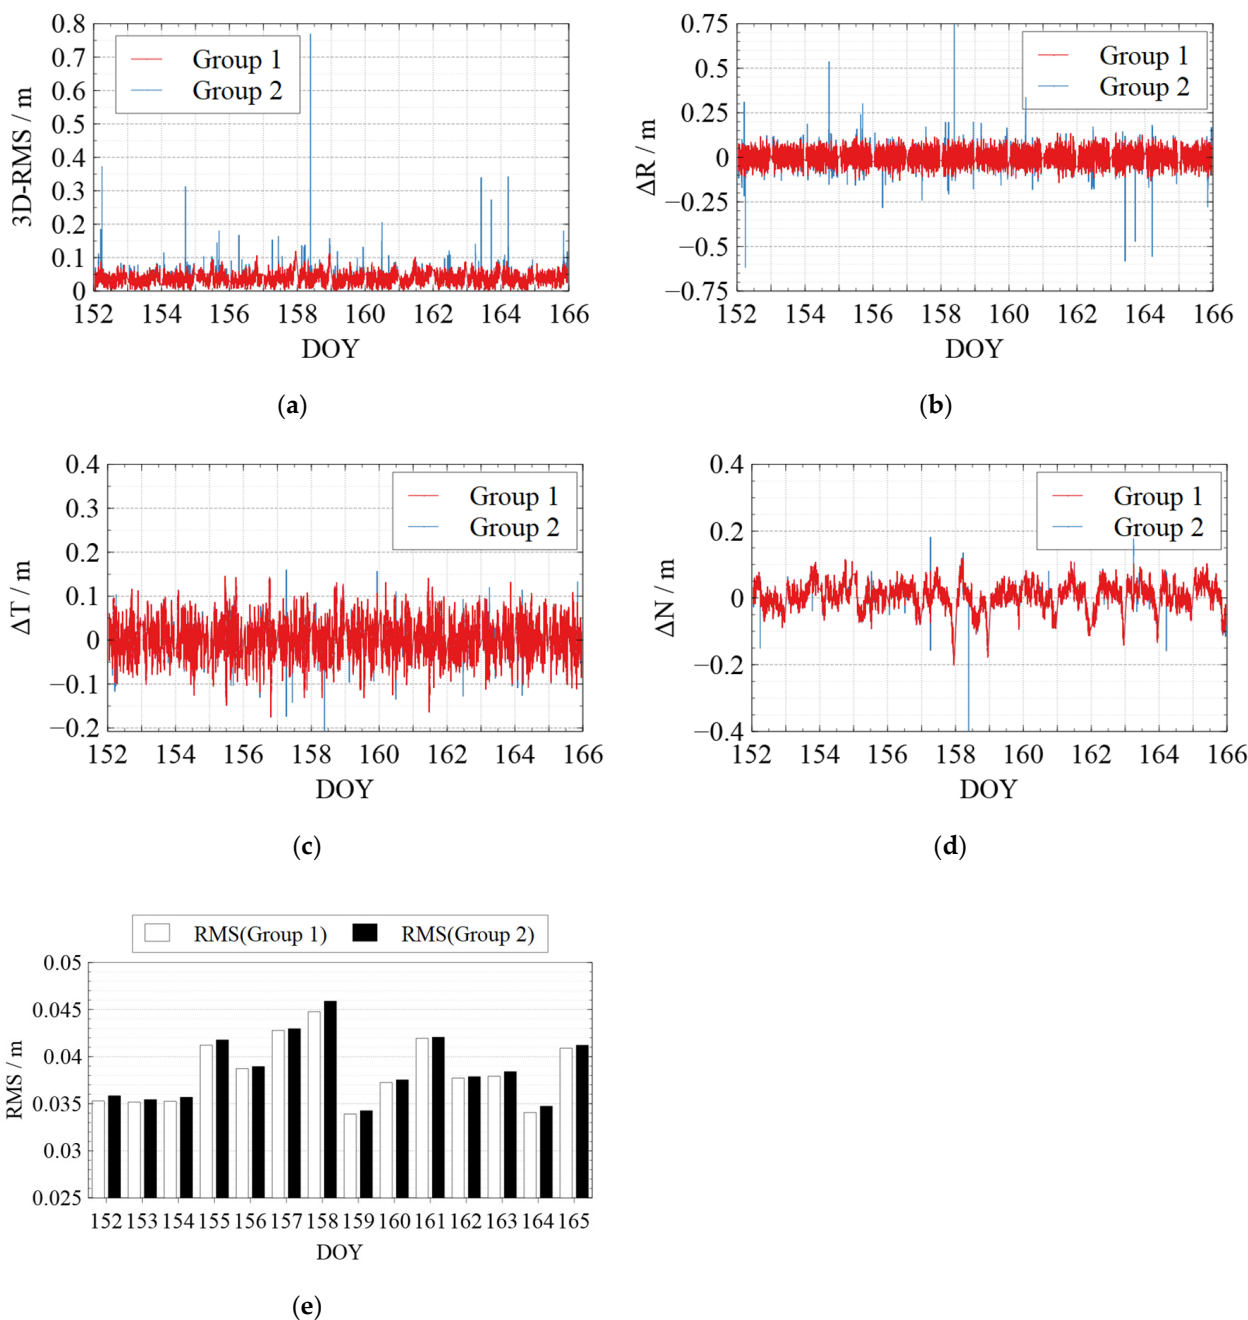 0.8
0.7
0.6
0.5
0.4
0.3
0.2
0.1
0
3D-RMS / m
Group 1
Group 2
152 154 156 158 160 162 164 166
DOY
(a)
0.75
0.5
0.25
0
−0.25
−0.5
−0.75
ΔR / m
Group 1
Group 2
152 154 156 158 160 162 164 166
DOY
(b)
0.4
0.3
0.2
0.1
0
−0.1
−0.2
ΔT / m
Group 1
Group 2
152 154 156 158 160 162 164 166
DOY
(c)
0.4
0.2
0
−0.2
−0.4
ΔN / m
Group 1
Group 2
152 154 156 158 160 162 164 166
DOY
(d)
RMS(Group 1) RMS(Group 2)
0.05
0.045
0.04
0.035
0.03
0.025
RMS / m
152 153 154 155 156 157 158 159 160 161 162 163 164 165
DOY
(e)